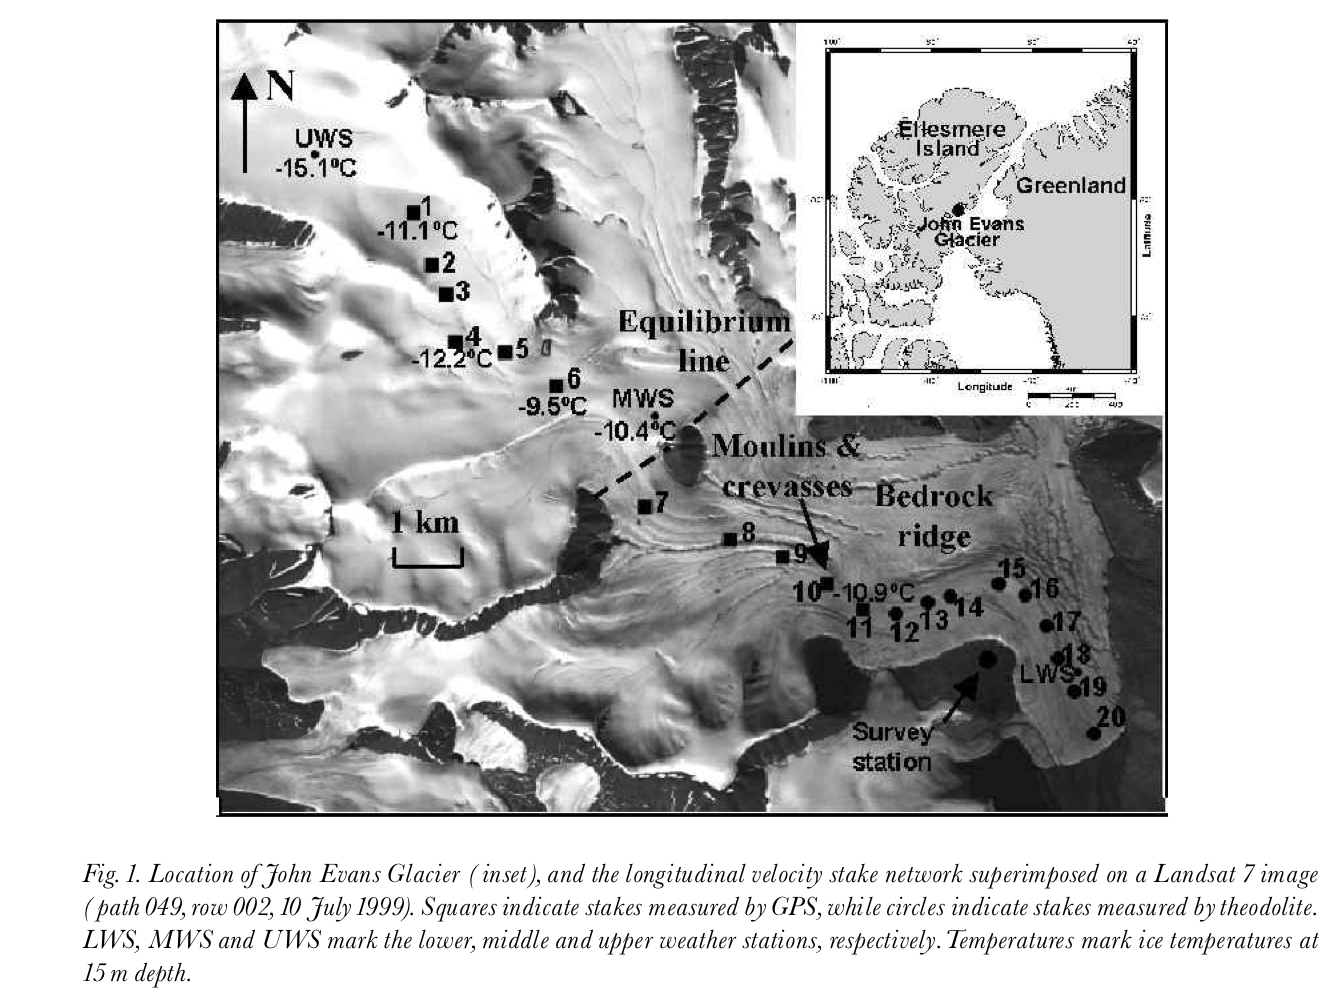 N
UWS
-15.1ºC
1
-11.1ºC
2
3
4
-12.2ºC
5
6
-9.5ºC
Equilibrium
line
MWS
-10.4ºC
Moulins &
crevasses
Bedrock
ridge
1 km
7
8
9
10
-10.9ºC
11
12
13
14
15
16
17
18
LWS
19
20
Survey
station
Ellesmere
Island
Greenland
John Evans
Glacier
Latitude
Longitude
Fig. 1. Location of John Evans Glacier (inset), and the longitudinal velocity stake network superimposed on a Landsat 7 image
(path 049, row 002, 10 July 1999). Squares indicate stakes measured by GPS, while circles indicate stakes measured by theodolite.
LWS, MWS and UWS mark the lower, middle and upper weather stations, respectively. Temperatures mark ice temperatures at
15 m depth.